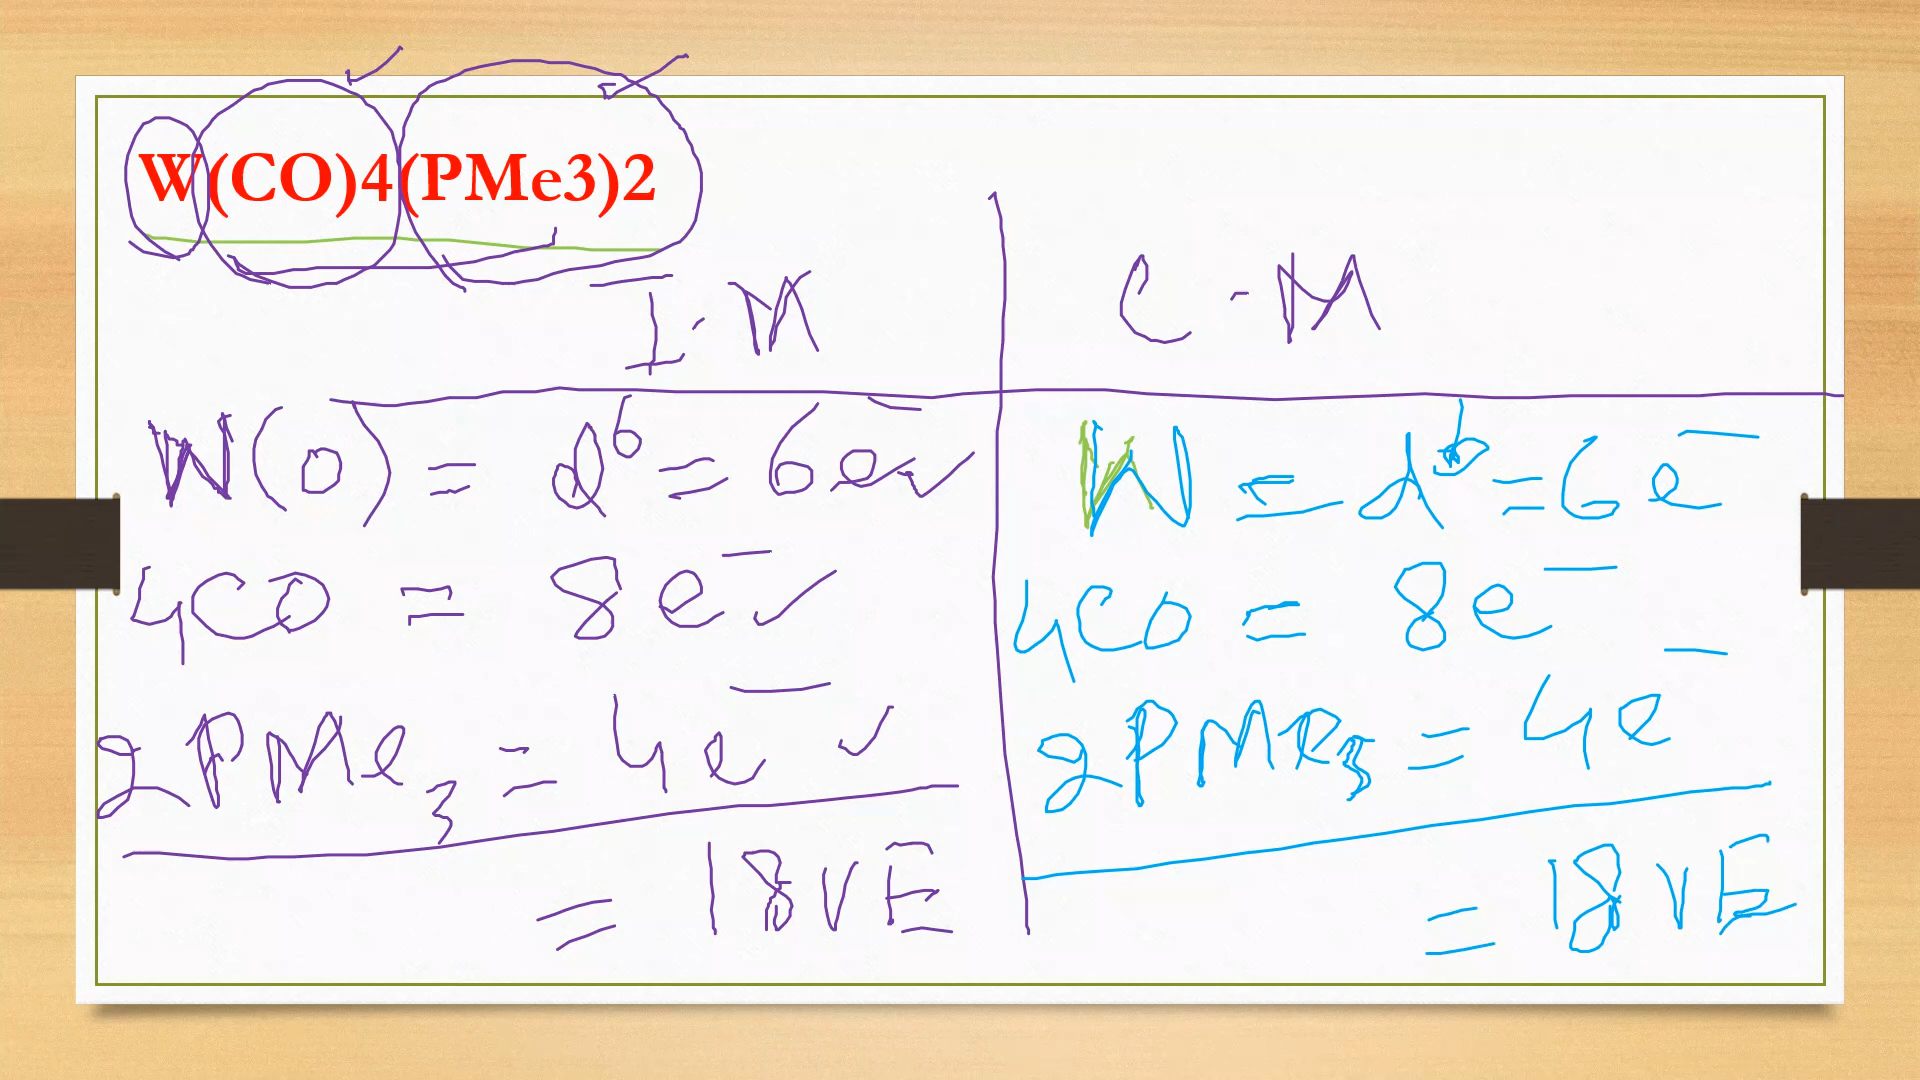 W(CO)4(PMe3)2
I.M
C-M
W(0) = d⁶ = 6e⁻
4CO = 8e⁻
2PMe₃ = 4e⁻
= 18VE
W = d⁶ = 6e⁻
4CO = 8e⁻
2PMe₃ = 4e⁻
= 18VE